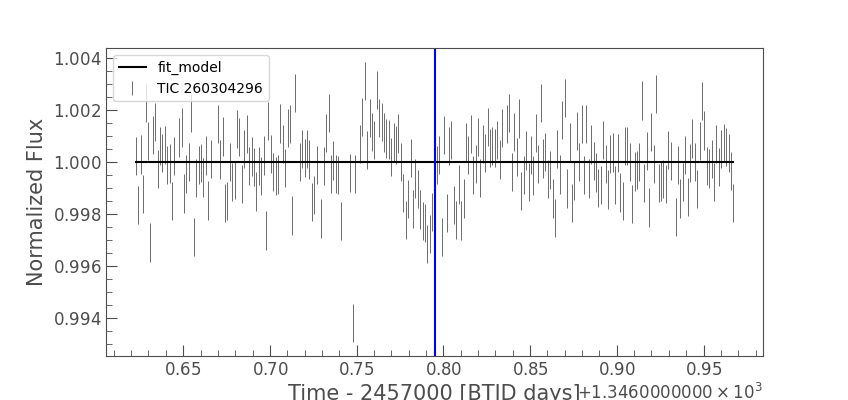 1.004
1.002
1.000
0.998
0.996
0.994
Normalized Flux
fit_model
TIC 260304296
0.65 0.70 0.75 0.80 0.85 0.90 0.95
Time - 2457000 [BTJD days]
+1.3460000000 × 10³